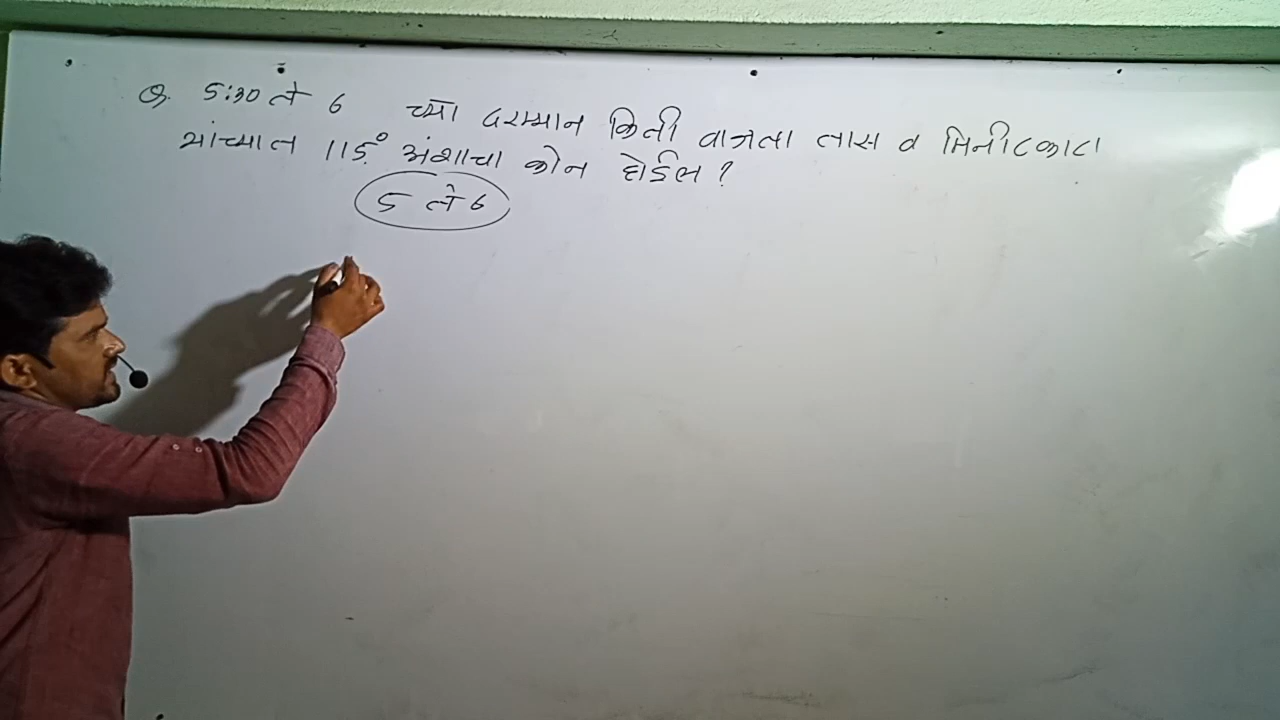 Q. 5:30 ते 6 च्या दरम्यान किती वाजता तास व मिनीटकाटा
यांच्यात 115° अंशाचा कोन होईल ?
5 ते 6